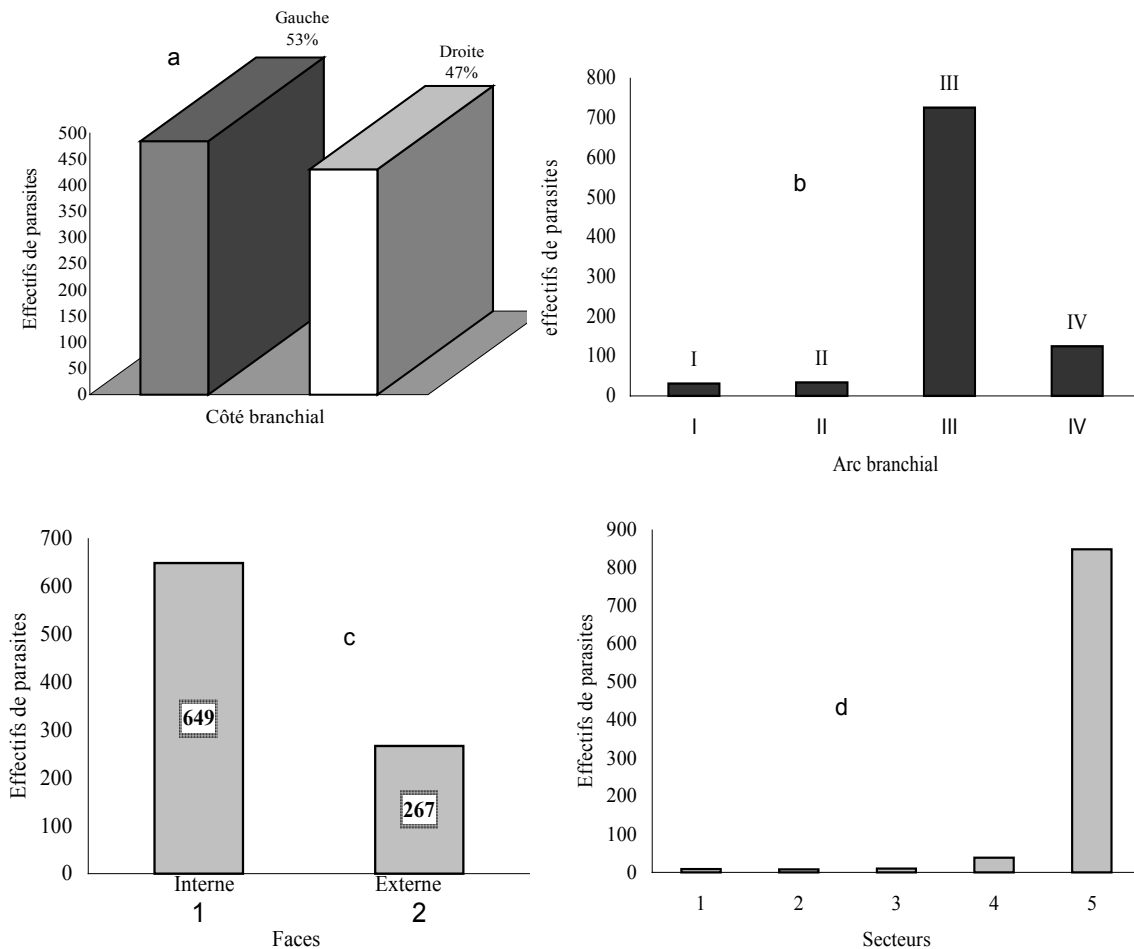 Gauche
53%
a
Droite
47%
500
450
400
350
300
250
200
150
100
50
0
Effectifs de parasites
Côté branchial
800
700
600
500
400
300
200
100
0
effectifs de parasites
b
I
II
III
IV
I II III IV
Arc branchial
700
600
500
400
300
200
100
0
Effectifs de parasites
c
649
267
Interne Externe
1 2
Faces
900
800
700
600
500
400
300
200
100
0
Effectifs de parasites
d
1 2 3 4 5
Secteurs